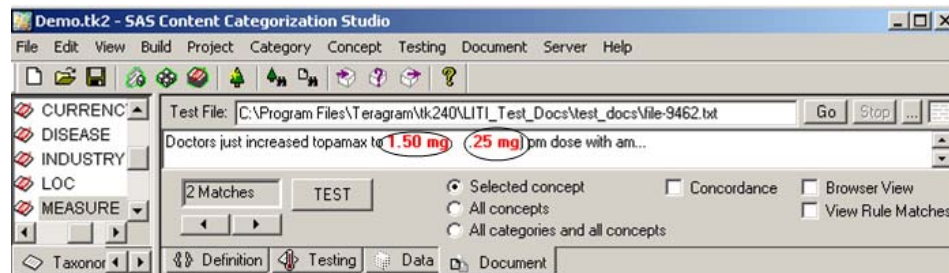 Demo.tk2 - SAS Content Categorization Studio
File Edit View Build Project Category Concept Testing Document Server Help
CURRENC
DISEASE
INDUSTRY
LOC
MEASURE
Taxonor
Test File: C:\Program Files\Teragram\tk240\LITI_Test_Docs\test_docs\file-9462.txt Go Stop ...
Doctors just increased topamax to 1.50 mg (.25 mg) pm dose with am...
2 Matches TEST
Selected concept
All concepts
All categories and all concepts
Concordance
Browser View
View Rule Matches
Definition Testing Data Document